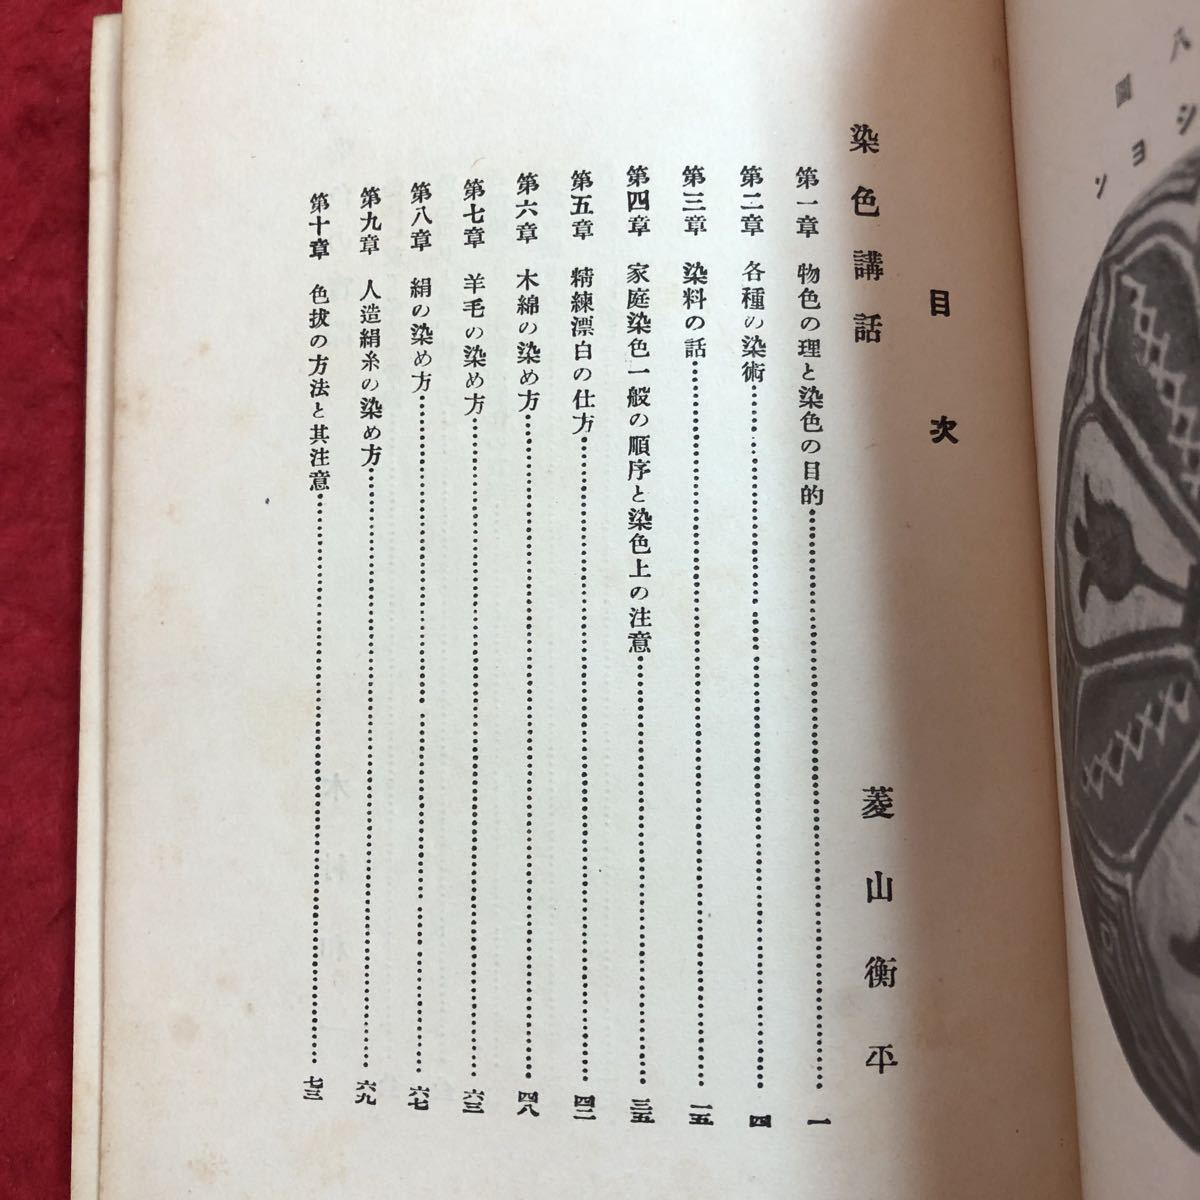 目次
染色講話　菱山衡平
第一章　物色の理と染色の目的……一
第二章　各種の染術……四
第三章　染料の話……一五
第四章　家庭染色一般の順序と染色上の注意……三五
第五章　精練漂白の仕方……四二
第六章　木綿の染め方……四八
第七章　羊毛の染め方……六三
第八章　絹の染め方……六七
第九章　人造絹糸の染め方……六九
第十章　色拔の方法と其注意……七三